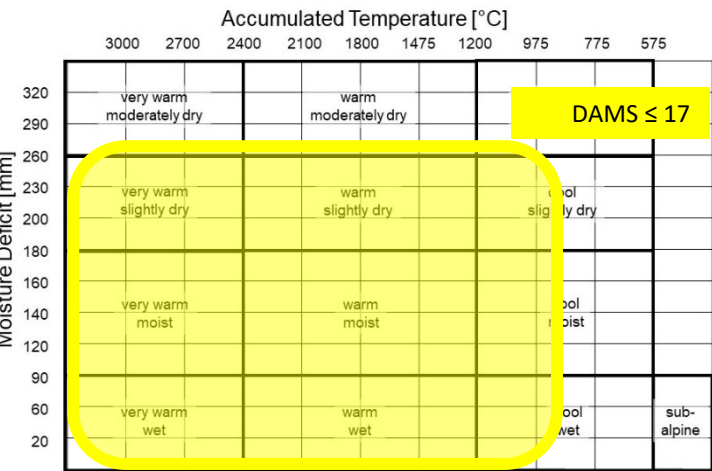 Accumulated Temperature [°C]
3000 2700 2400 2100 1800 1475 1200 975 775 575
Moisture Deficit [mm]
320
290
260
230
200
180
160
140
120
90
60
20
very warm
moderately dry
warm
moderately dry
DAMS ≤ 17
very warm
slightly dry
warm
slightly dry
dry
very warm
moist
warm
moist
very warm
wet
warm
wet
wet
sub-
alpine